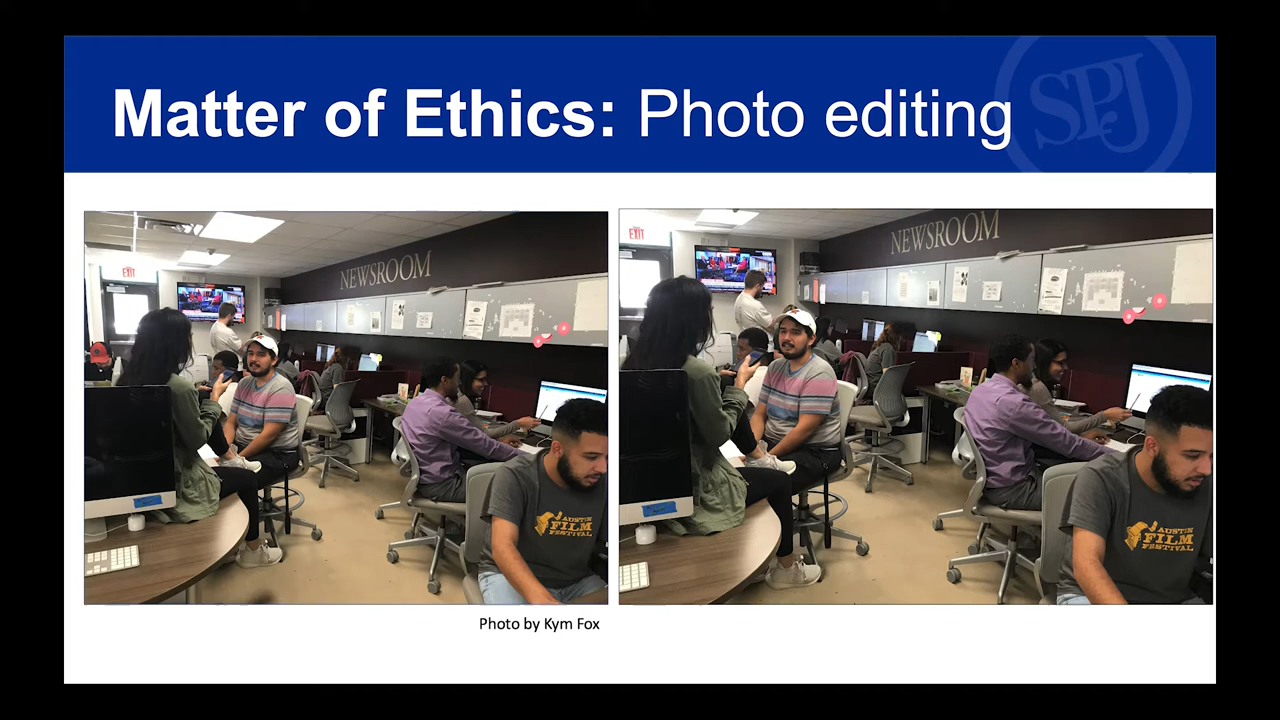 Matter of Ethics: Photo editing
SPJ
EXIT
NEWSROOM
AUSTIN
FILM
FESTIVAL
EXIT
NEWSROOM
AUSTIN
FILM
FESTIVAL
Photo by Kym Fox